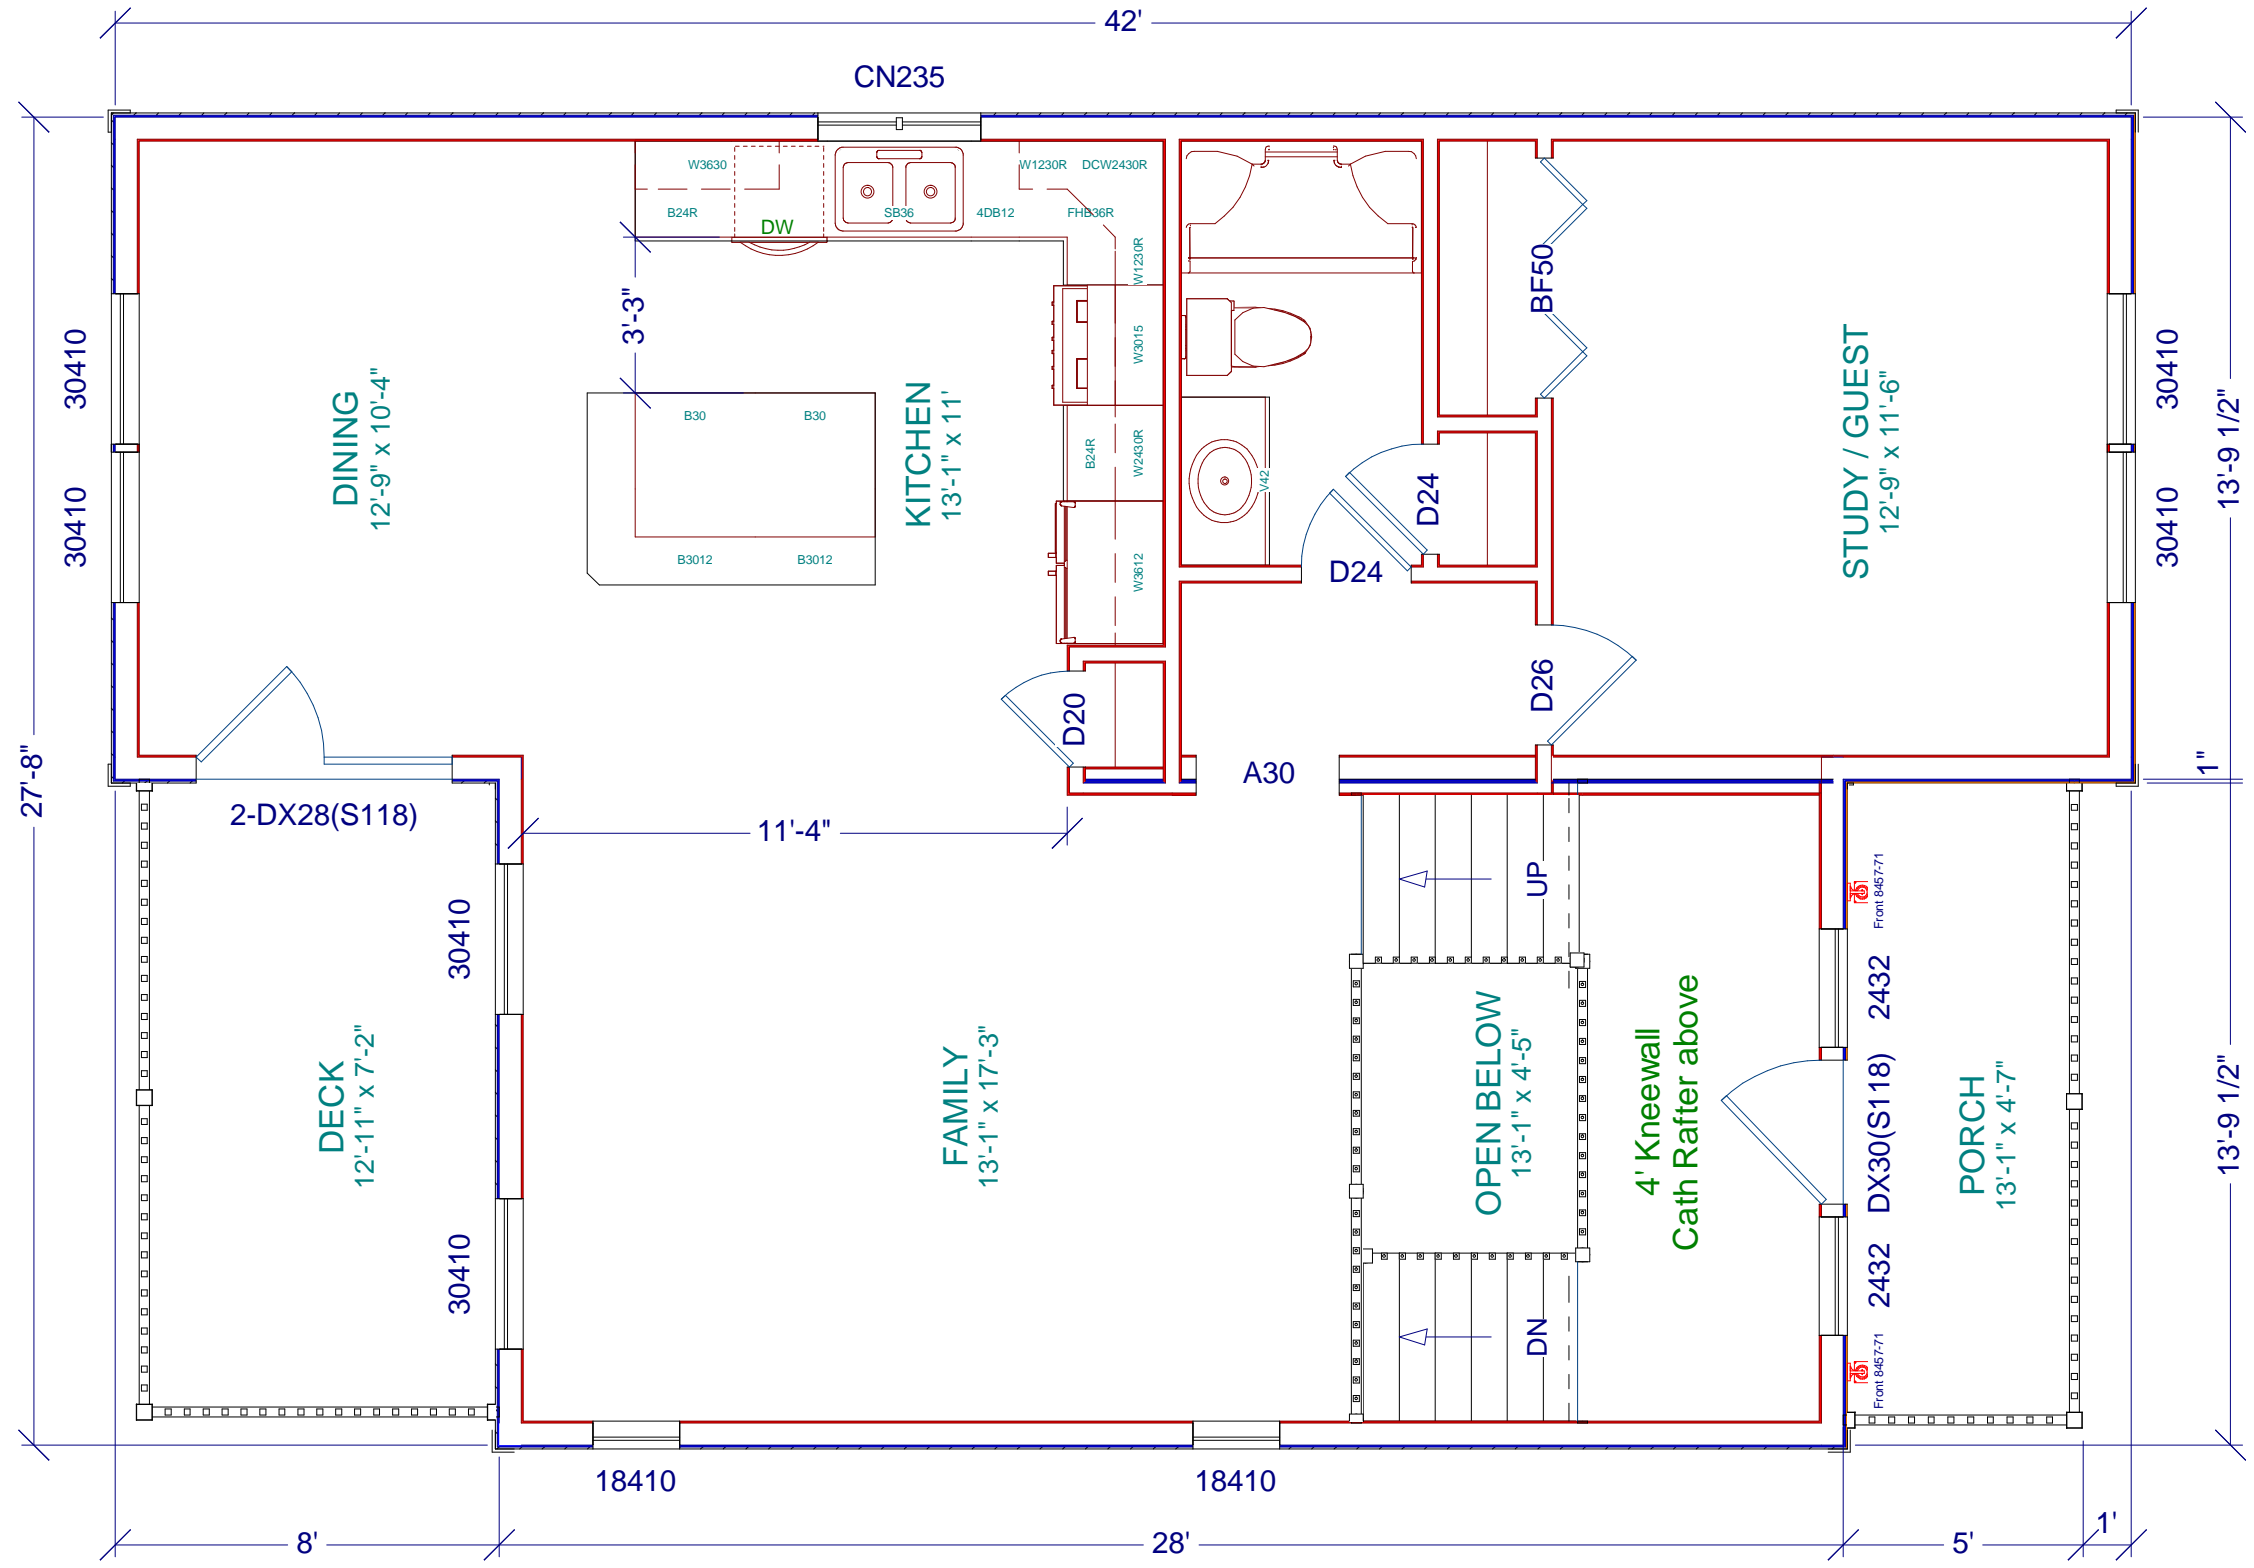 42'
CN235
W3630
W1230R
DCW2430R
B24R
SB36
4DB12
FHB36R
DW
W1230R
3'-3"
BF50
W3015
30410
30410
DINING
12'-9" x 10'-4"
KITCHEN
13'-1" x 11'
B30
B30
B24R
W2430R
V42
D24
STUDY / GUEST
12'-9" x 11'-6"
30410
30410
13'-9 1/2"
B3012
B3012
W3612
D24
D26
D20
A30
1"
27'-8"
2-DX28(S118)
11'-4"
UP
Front 8457-71
30410
2432
DECK
12'-11" x 7'-2"
FAMILY
13'-1" x 17'-3"
OPEN BELOW
13'-1" x 4'-5"
4' Kneewall
Cath Rafter above
DX30(S118)
PORCH
13'-1" x 4'-7"
13'-9 1/2"
30410
2432
DN
Front 8457-71
18410
18410
8'
28'
5'
1'